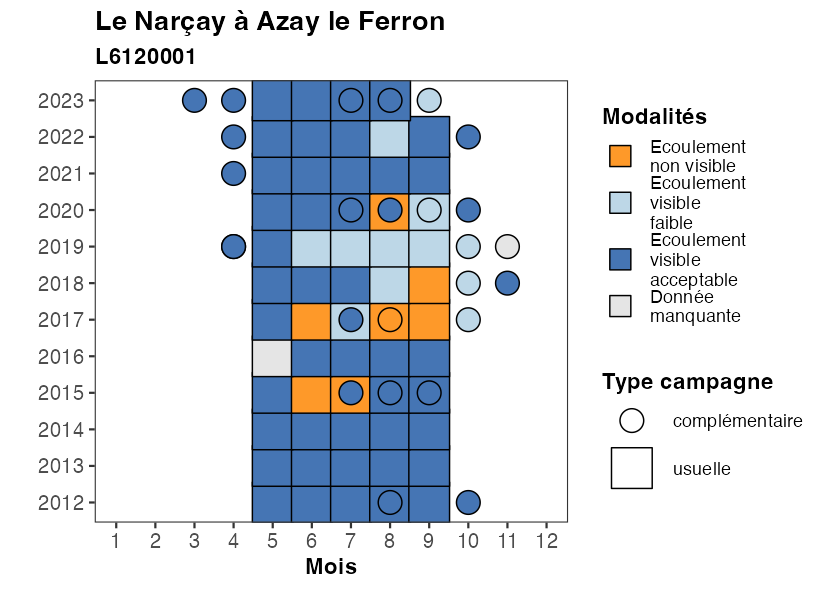 Le Narçay à Azay le Ferron
L6120001
2023
2022
2021
2020
2019
2018
2017
2016
2015
2014
2013
2012
1 2 3 4 5 6 7 8 9 10 11 12
Mois
Modalités
Ecoulement
non visible
Ecoulement
visible
faible
Ecoulement
visible
acceptable
Donnée
manquante
Type campagne
complémentaire
usuelle